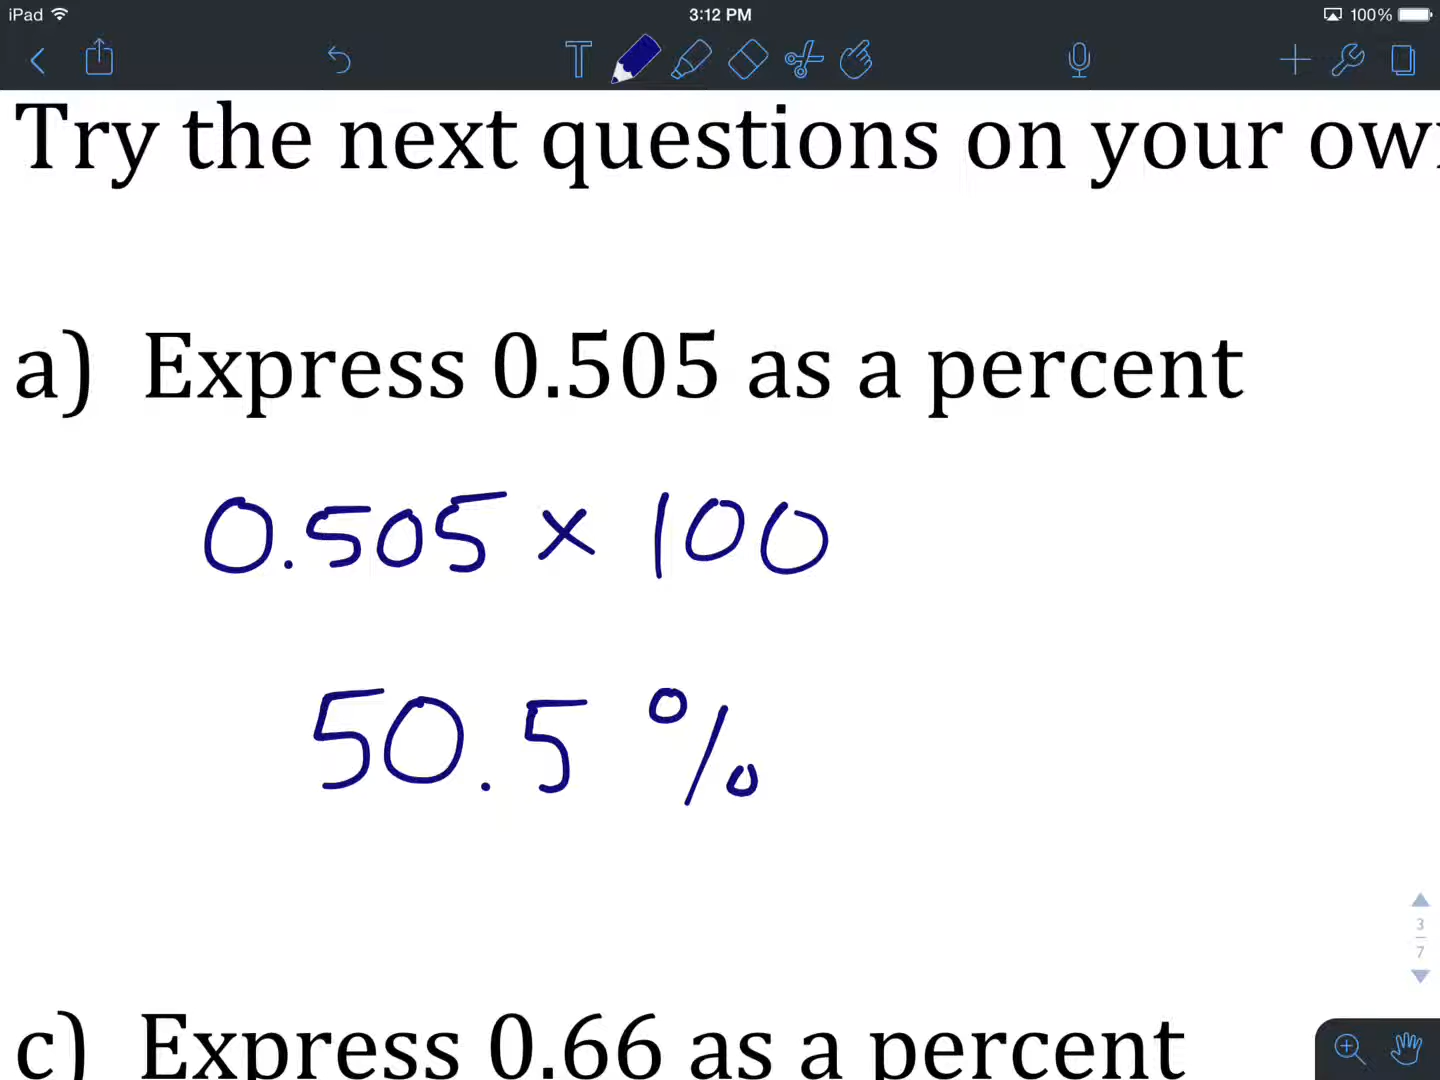 iPad 3:12 PM 100%
T
Try the next questions on your ow
a) Express 0.505 as a percent
0.505 × 100
50.5 %
3
7
c) Express 0.66 as a percent